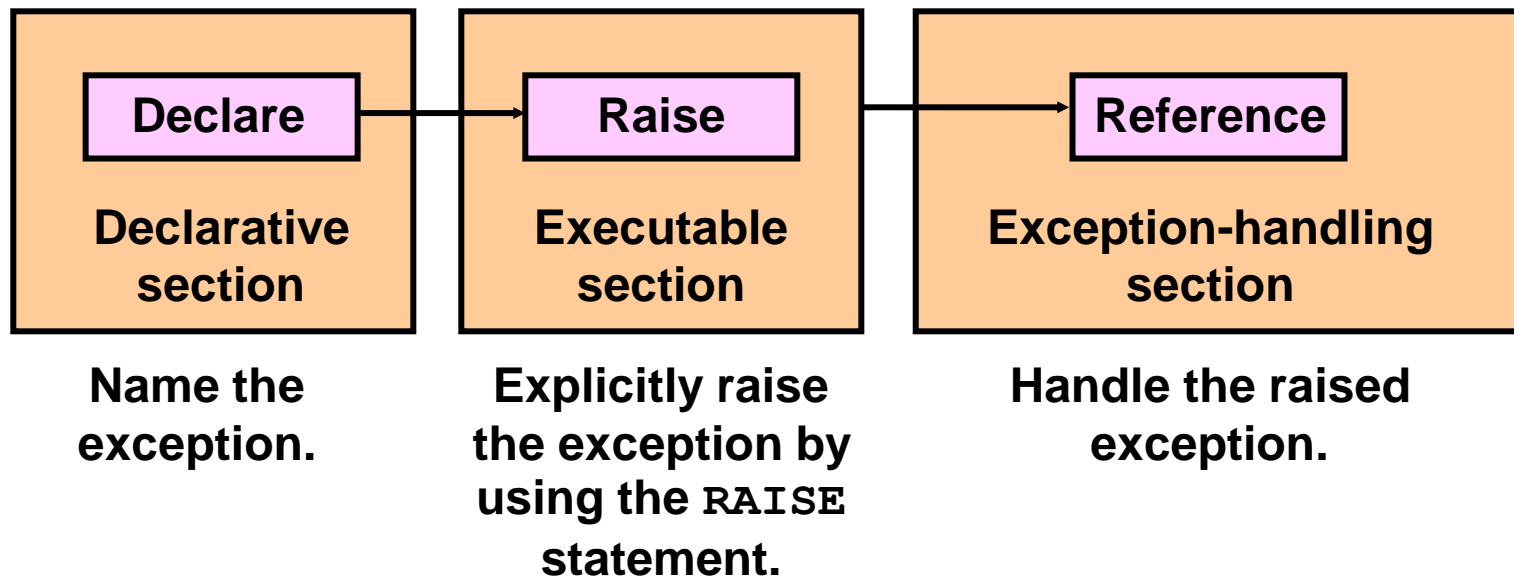 Declare
Declarative
section
Name the
exception.
Raise
Executable
section
Explicitly raise
the exception by
using the RAISE
statement.
Reference
Exception-handling
section
Handle the raised
exception.